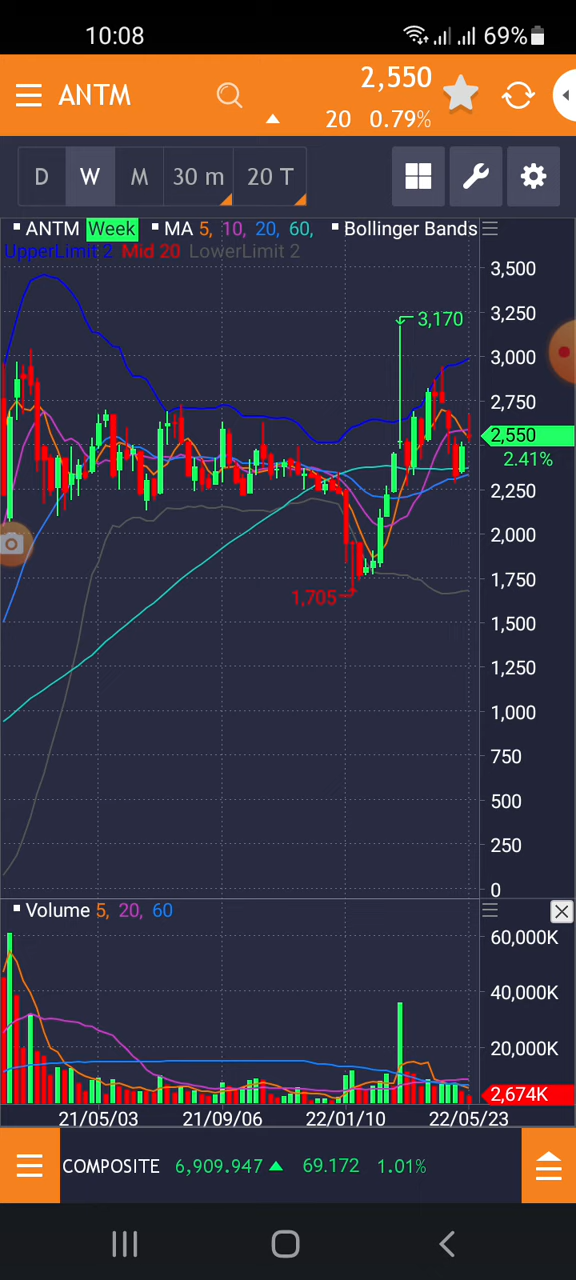 10:08 69%
ANTM 2,550
20 0.79%
D W M 30 m 20 T
ANTM Week MA 5, 10, 20, 60, Bollinger Bands
UpperLimit 2 Mid 20 LowerLimit 2
3,500
3,170
3,250
3,000
2,750
2,550
2.41%
2,250
2,000
1,705
1,750
1,500
1,250
1,000
750
500
250
0
Volume 5, 20, 60
60,000K
40,000K
20,000K
2,674K
21/05/03 21/09/06 22/01/10 22/05/23
COMPOSITE 6,909.947 69.172 1.01%